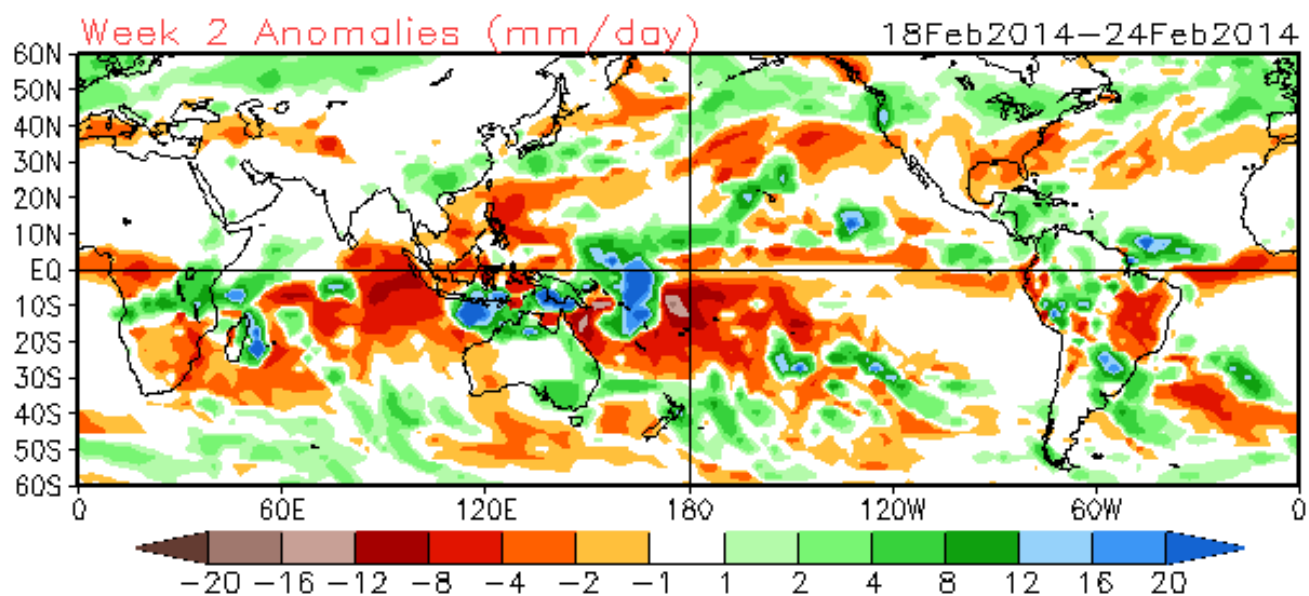 Week 2 Anomalies (mm/day) 18Feb2014-24Feb2014
60N
50N
40N
30N
20N
10N
EQ
10S
20S
30S
40S
50S
60S
0 60E 120E 180 120W 60W 0
-20 -16 -12 -8 -4 -2 -1 1 2 4 8 12 16 20